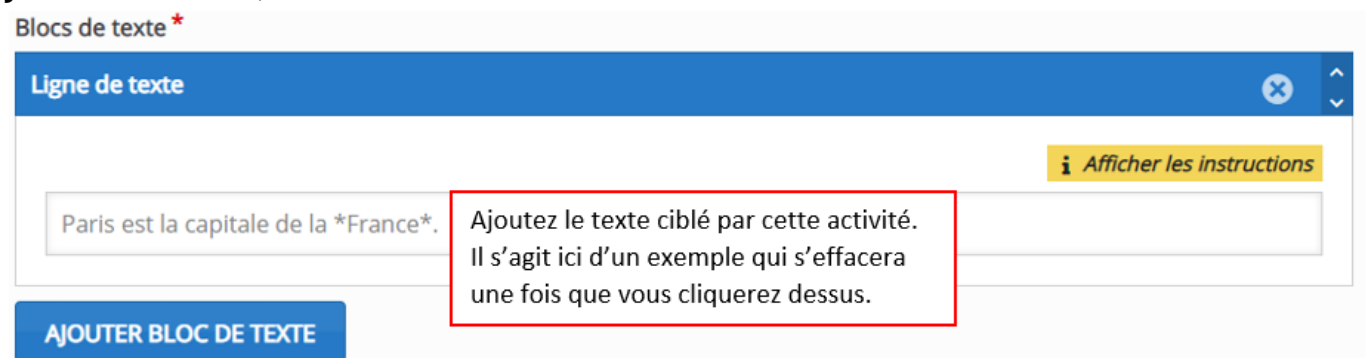 Blocs de texte *
Ligne de texte
i Afficher les instructions
Paris est la capitale de la *France*.
Ajoutez le texte ciblé par cette activité.
Il s’agit ici d’un exemple qui s’effacera
une fois que vous cliquerez dessus.
AJOUTER BLOC DE TEXTE